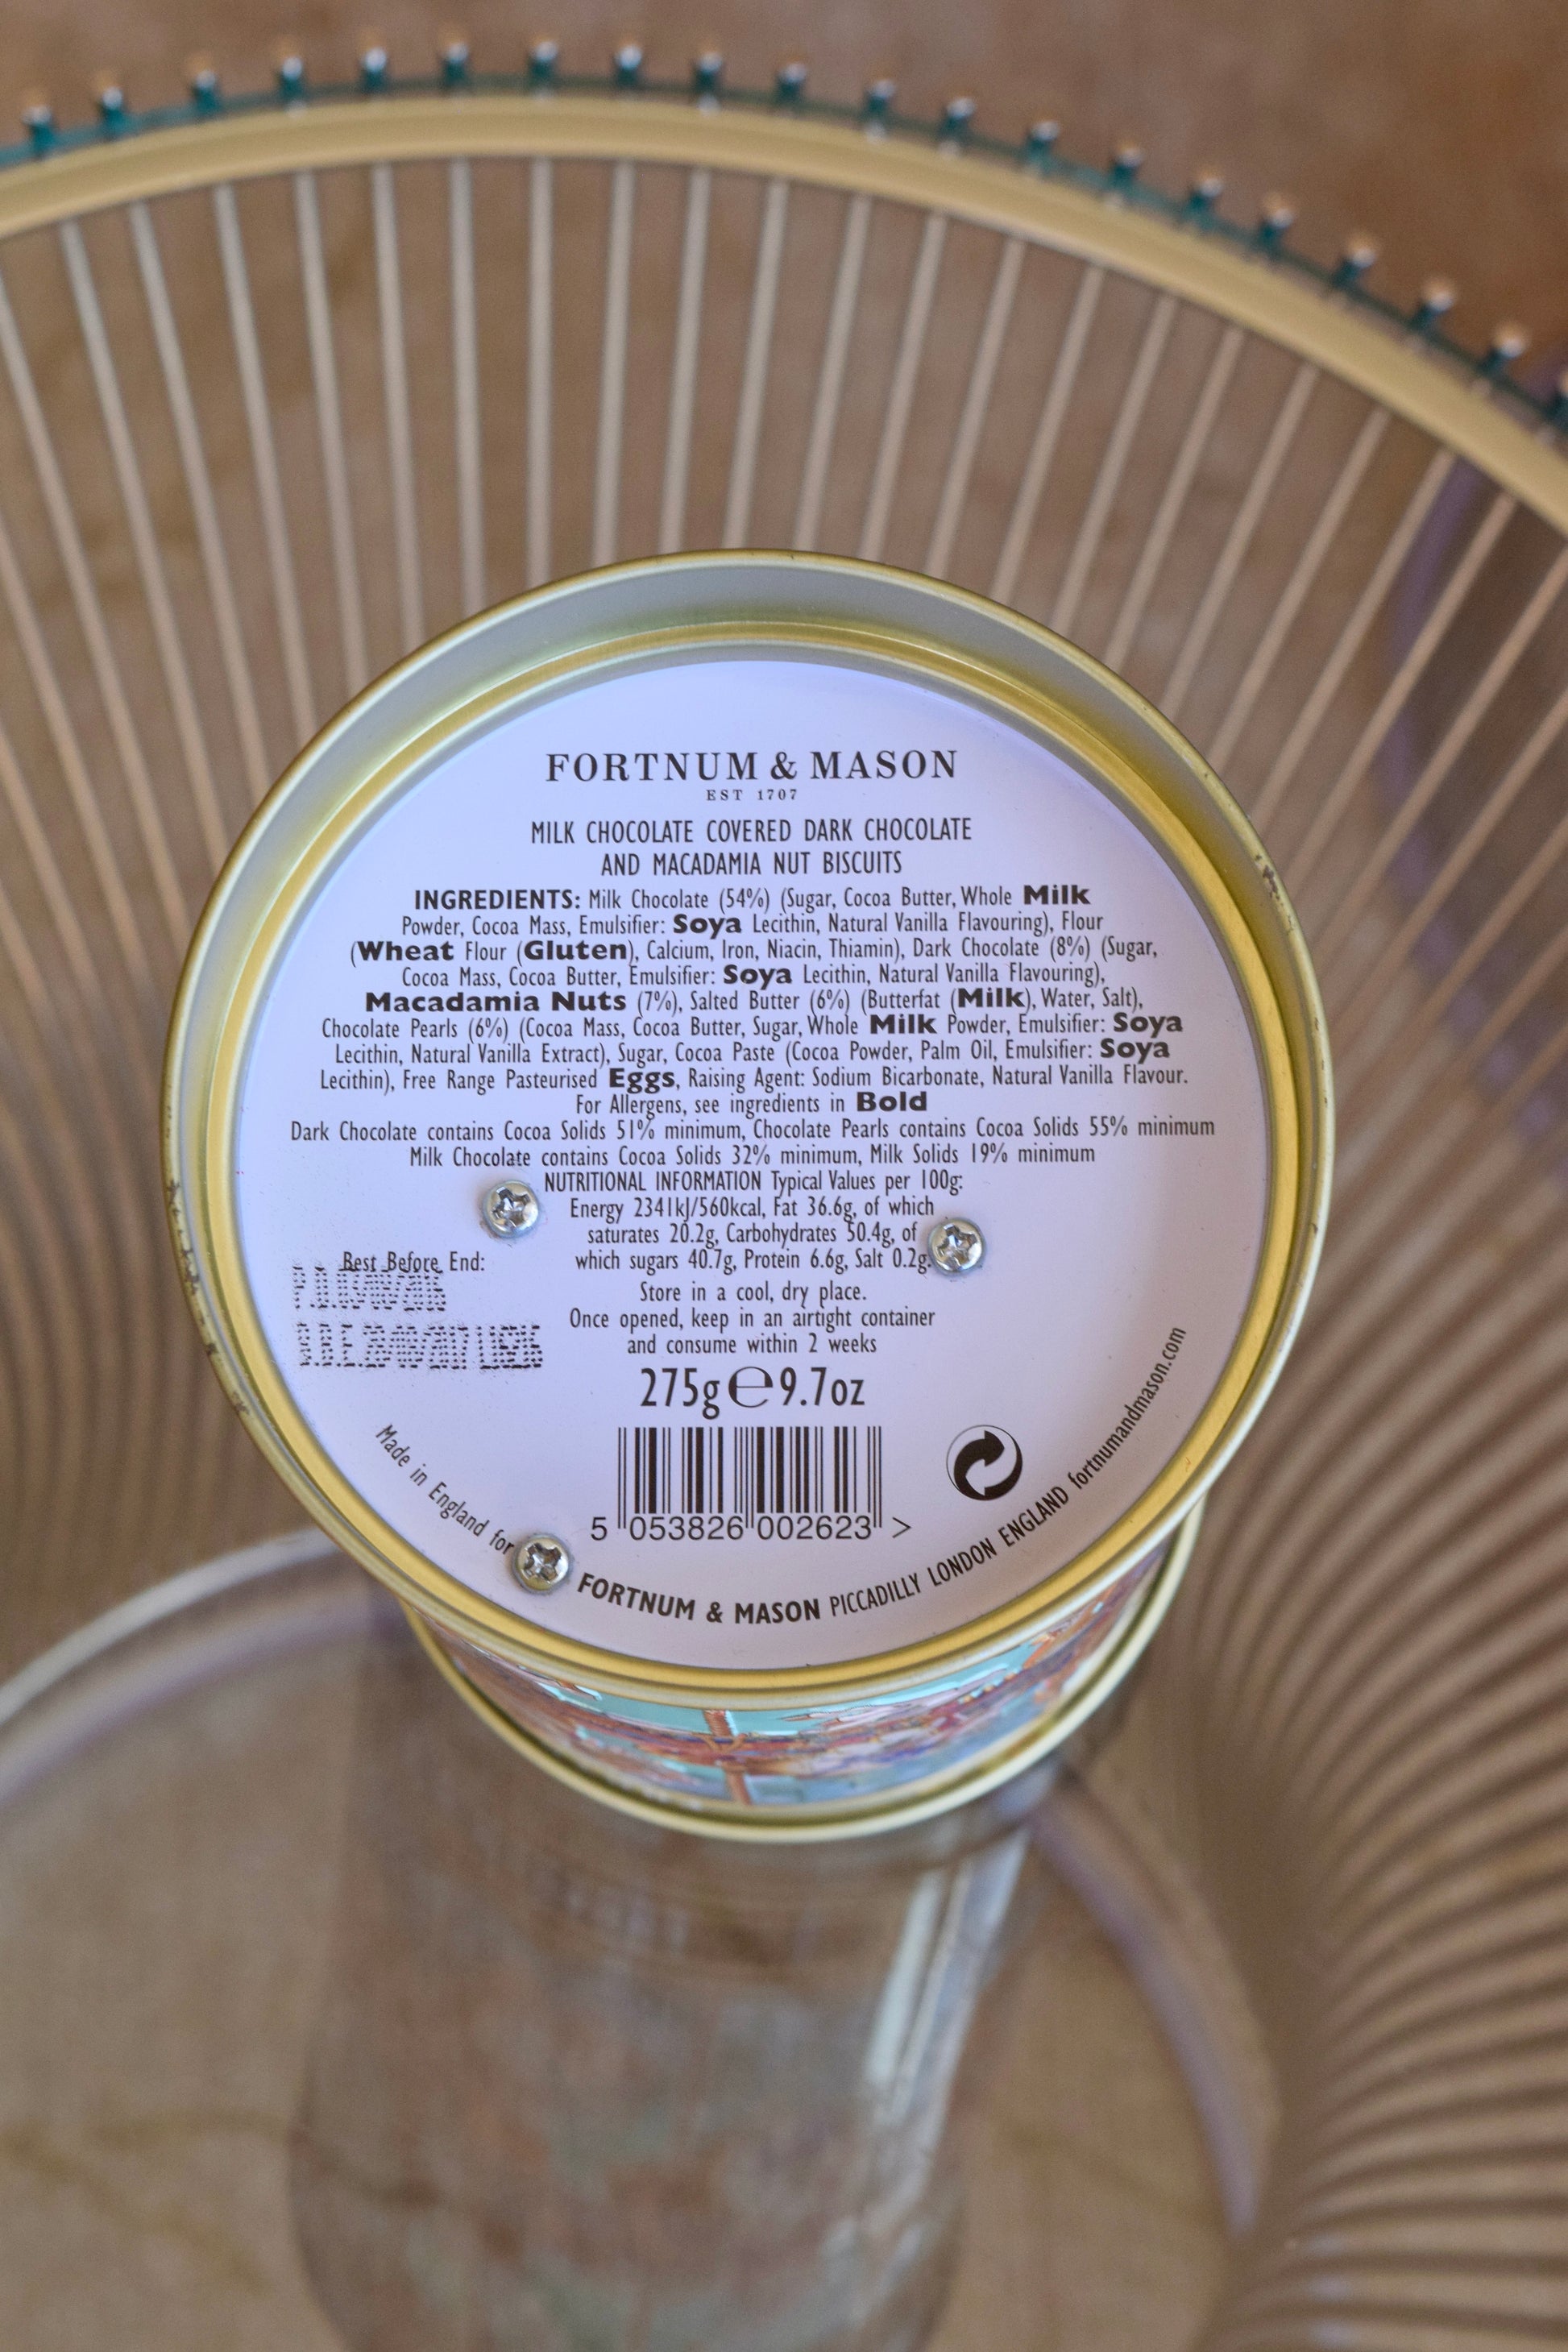 FORTNUM & MASON
EST 1707
MILK CHOCOLATE COVERED DARK CHOCOLATE
AND MACADAMIA NUT BISCUITS
INGREDIENTS: Milk Chocolate (54%) (Sugar, Cocoa Butter, Whole Milk
Powder, Cocoa Mass, Emulsifier: Soya Lecithin, Natural Vanilla Flavouring), Flour
(Wheat Flour (Gluten), Calcium, Iron, Niacin, Thiamin), Dark Chocolate (8%) (Sugar,
Cocoa Mass, Cocoa Butter, Emulsifier: Soya Lecithin, Natural Vanilla Flavouring),
Macadamia Nuts (7%), Salted Butter (6%) (Butterfat (Milk), Water, Salt),
Chocolate Pearls (6%) (Cocoa Mass, Cocoa Butter, Sugar, Whole Milk Powder, Emulsifier: Soya
Lecithin, Natural Vanilla Extract), Sugar, Cocoa Paste (Cocoa Powder, Palm Oil, Emulsifier: Soya
Lecithin), Free Range Pasteurised Eggs, Raising Agent: Sodium Bicarbonate, Natural Vanilla Flavour.
For Allergens, see ingredients in Bold
Dark Chocolate contains Cocoa Solids 51% minimum, Chocolate Pearls contains Cocoa Solids 55% minimum
Milk Chocolate contains Cocoa Solids 32% minimum, Milk Solids 19% minimum
NUTRITIONAL INFORMATION Typical Values per 100g:
Energy 2341kJ/560kcal, Fat 36.6g, of which
saturates 20.2g, Carbohydrates 50.4g, of
which sugars 40.7g, Protein 6.6g, Salt 0.2g.
Best Before End:
Store in a cool, dry place.
Once opened, keep in an airtight container
and consume within 2 weeks
275g ℮ 9.7oz
5 053826 002623 >
Made in England for FORTNUM & MASON PICCADILLY LONDON ENGLAND fortnumandmason.com